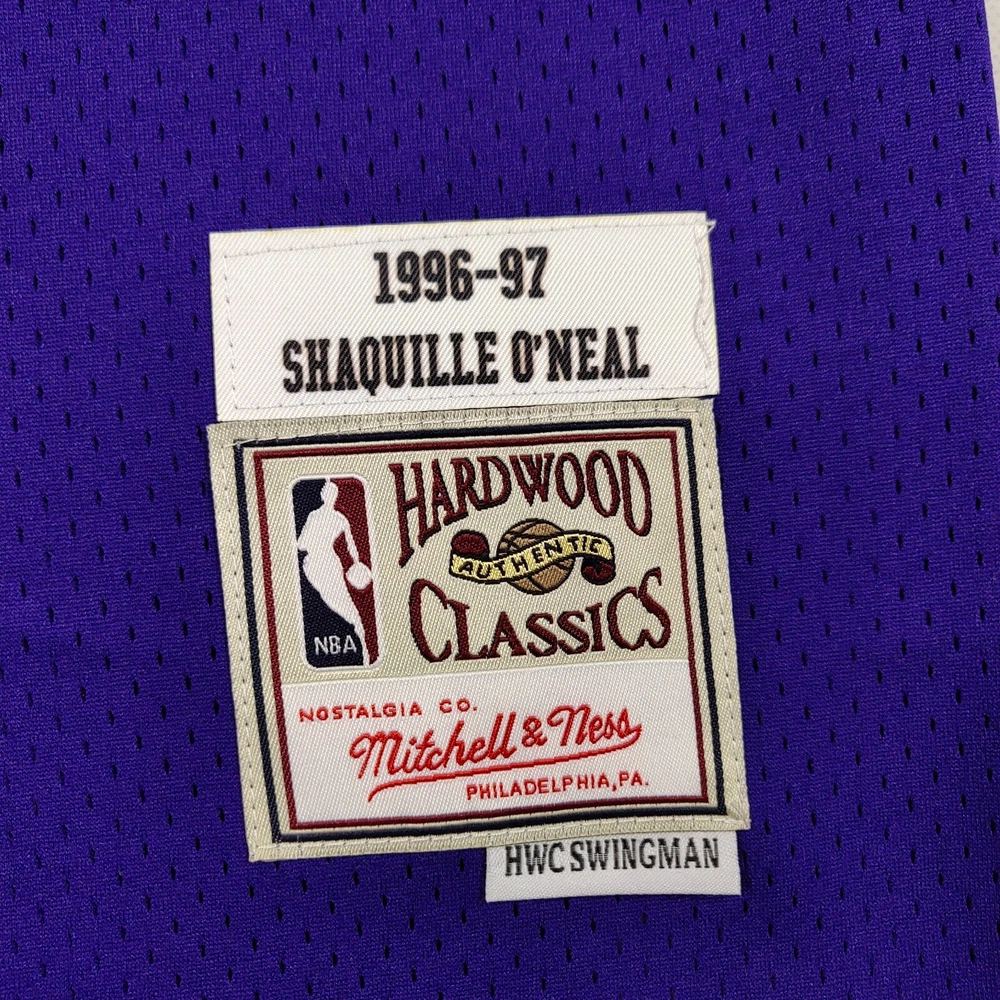 1996-97
SHAQUILLE O'NEAL
HARDWOOD
AUTHENTIC
CLASSICS
NBA
NOSTALGIA CO.
Mitchell & Ness
PHILADELPHIA, PA.
HWC SWINGMAN